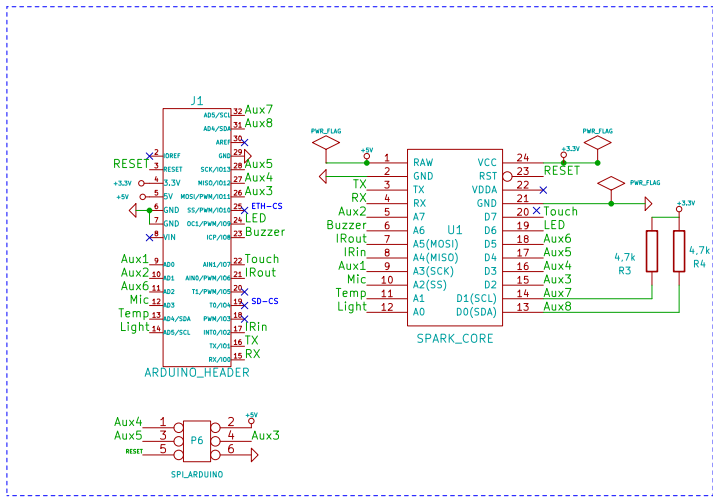 J1
ADS/SCL 32 Aux7
AD4/SDA 31 Aux8
AREF 30
2 IOREF GND 29
RESET 3 RESET SCK/IO13 28 Aux5
+3.3V 4 3.3V MISO/IO12 27 Aux4
+5V 5 5V MOSI/PWM/IO11 26 Aux3
6 GND SS/PWM/IO10 25 ETH-CS
7 GND OC1/PWM/IO9 24 LED
8 VIN ICP/IO8 23 Buzzer
Aux1 9 AD0 AIN1/IO7 22 Touch
Aux2 10 AD1 AIN0/PWM/IO6 21 IRout
Aux6 11 AD2 T1/PWM/IO5 20
Mic 12 AD3 T0/IO4 19 SD-CS
Temp 13 AD4/SDA PWM/IO3 18
Light 14 AD5/SCL INT0/IO2 17 IRin
TX/IO1 16 TX
RX/IO0 15 RX
ARDUINO_HEADER
PWR_FLAG
+5V
+3.3V
PWR_FLAG
1 RAW VCC 24
2 GND RST 23 RESET
TX 3 TX VDDA 22
PWR_FLAG
RX 4 RX GND 21
Aux2 5 A7 D7 20 Touch
Buzzer 6 A6 U1 D6 19 LED
IRout 7 A5(MOSI) D5 18 Aux6
IRin 8 A4(MISO) D4 17 Aux5
Aux1 9 A3(SCK) D3 16 Aux4
Mic 10 A2(SS) D2 15 Aux3
Temp 11 A1 D1(SCL) 14 Aux7
Light 12 A0 D0(SDA) 13 Aux8
SPARK_CORE
+3.3V
4.7k
R3
4.7k
R4
+5V
Aux4 1 2
Aux5 3 P6 4 Aux3
RESET 5 6
SPI_ARDUINO